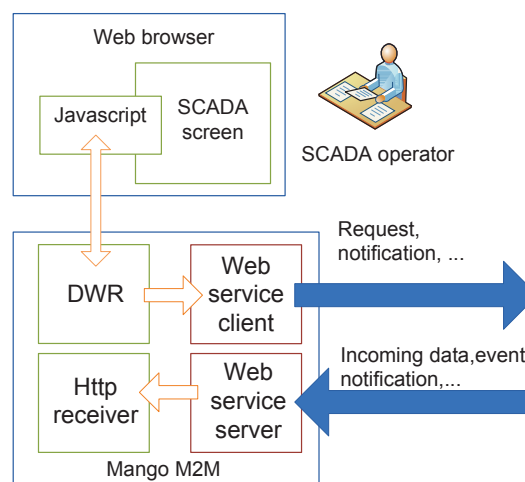 Web browser
Javascript
SCADA
screen
SCADA operator
Request,
notification, ...
DWR
Web
service
client
Incoming data,event
notification,...
Http
receiver
Web
service
server
Mango M2M